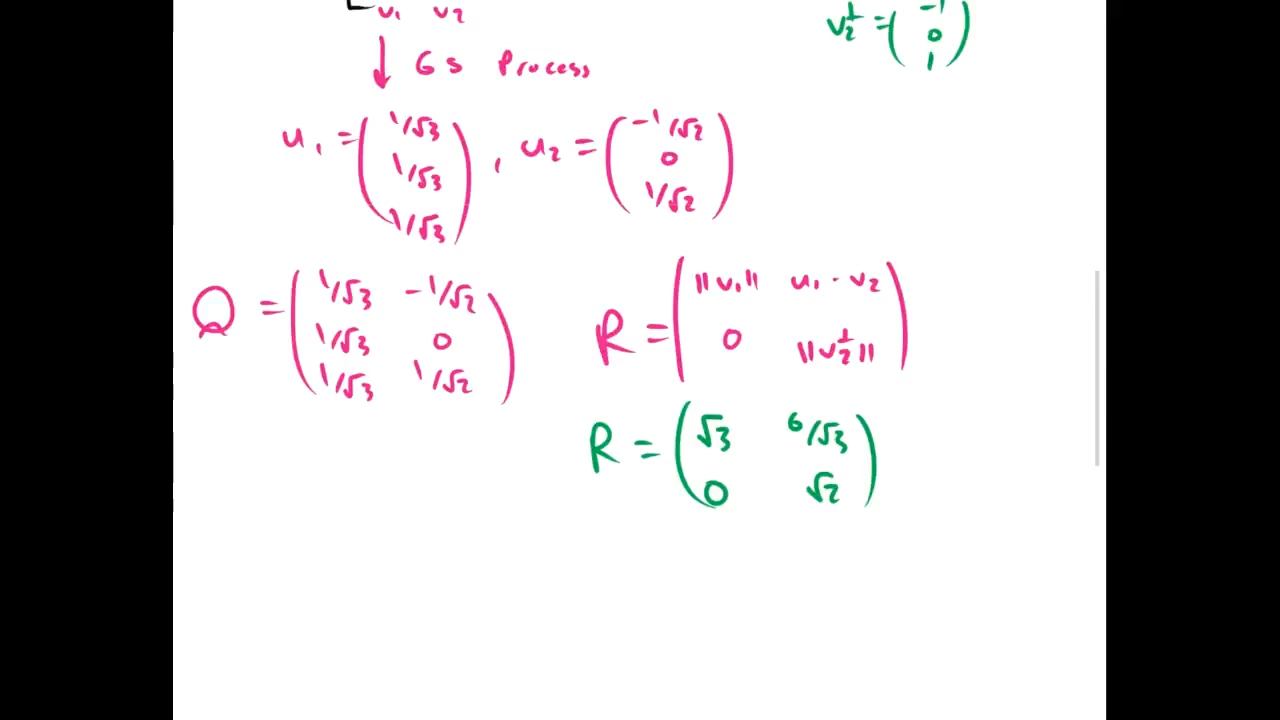 v₁ v₂
v₂^⊥ = (-1 0 1)
↓ GS Process
u₁ = (1/√3 1/√3 1/√3), u₂ = (-1/√2 0 1/√2)
Q = (1/√3 -1/√2
1/√3 0
1/√3 1/√2)
R = (||v₁|| u₁ · v₂
0 ||v₂^⊥||)
R = (√3 6/√3
0 √2)